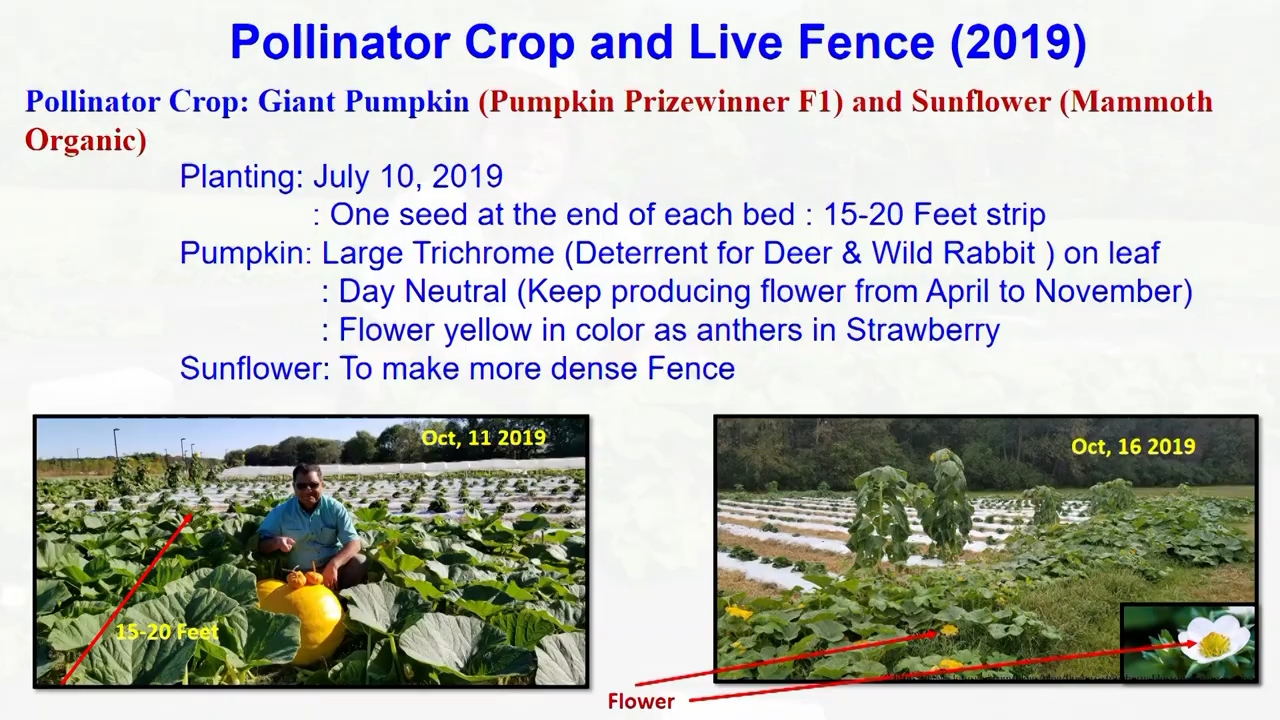 Pollinator Crop and Live Fence (2019)
Pollinator Crop: Giant Pumpkin (Pumpkin Prizewinner F1) and Sunflower (Mammoth
Organic)
Planting: July 10, 2019
: One seed at the end of each bed : 15-20 Feet strip
Pumpkin: Large Trichrome (Deterrent for Deer & Wild Rabbit ) on leaf
: Day Neutral (Keep producing flower from April to November)
: Flower yellow in color as anthers in Strawberry
Sunflower: To make more dense Fence
Oct, 11 2019
15-20 Feet
Oct, 16 2019
Flower